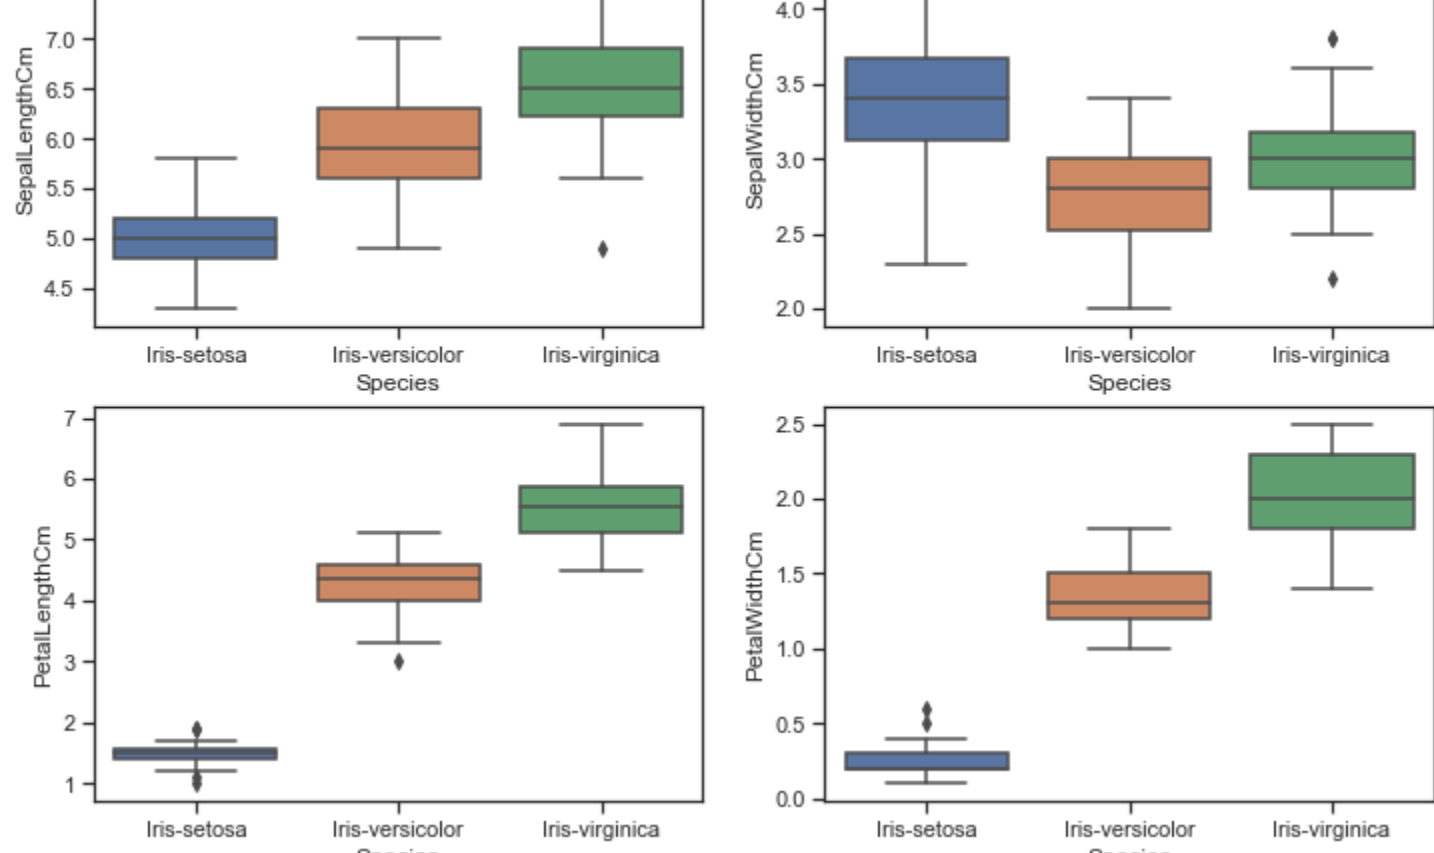 SepalLengthCm
7.0
6.5
6.0
5.5
5.0
4.5
Iris-setosa Iris-versicolor Iris-virginica
Species
SepalWidthCm
4.0
3.5
3.0
2.5
2.0
Iris-setosa Iris-versicolor Iris-virginica
Species
PetalLengthCm
7
6
5
4
3
2
1
Iris-setosa Iris-versicolor Iris-virginica
Species
PetalWidthCm
2.5
2.0
1.5
1.0
0.5
0.0
Iris-setosa Iris-versicolor Iris-virginica
Species